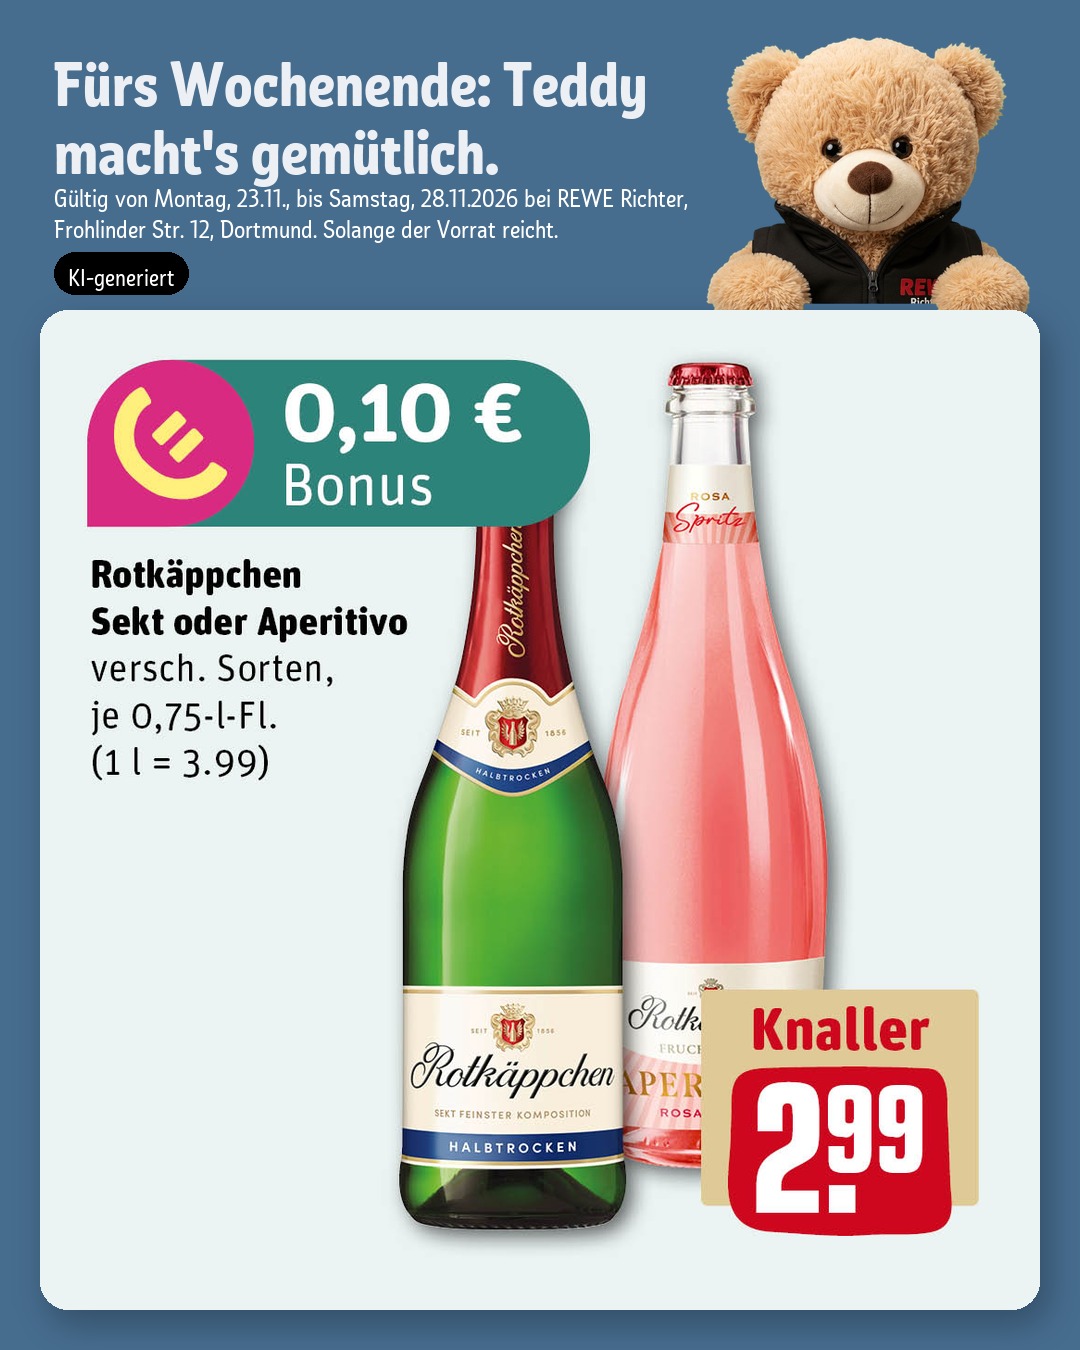 Fürs Wochenende: Teddy
macht's gemütlich.
Gültig von Montag, 23.11., bis Samstag, 28.11.2026 bei REWE Richter,
Frohlinder Str. 12, Dortmund. Solange der Vorrat reicht.
KI-generiert
0,10 €
Bonus
Rotkäppchen
Sekt oder Aperitivo
versch. Sorten,
je 0,75-l-Fl.
(1 l = 3.99)
ROSA
Spritz
Rotkäppchen
SEIT 1856
HALBTROCKEN
SEIT 1856
Rotkäppchen
SEKT FEINSTER KOMPOSITION
HALBTROCKEN
ROSA
Knaller
2.99